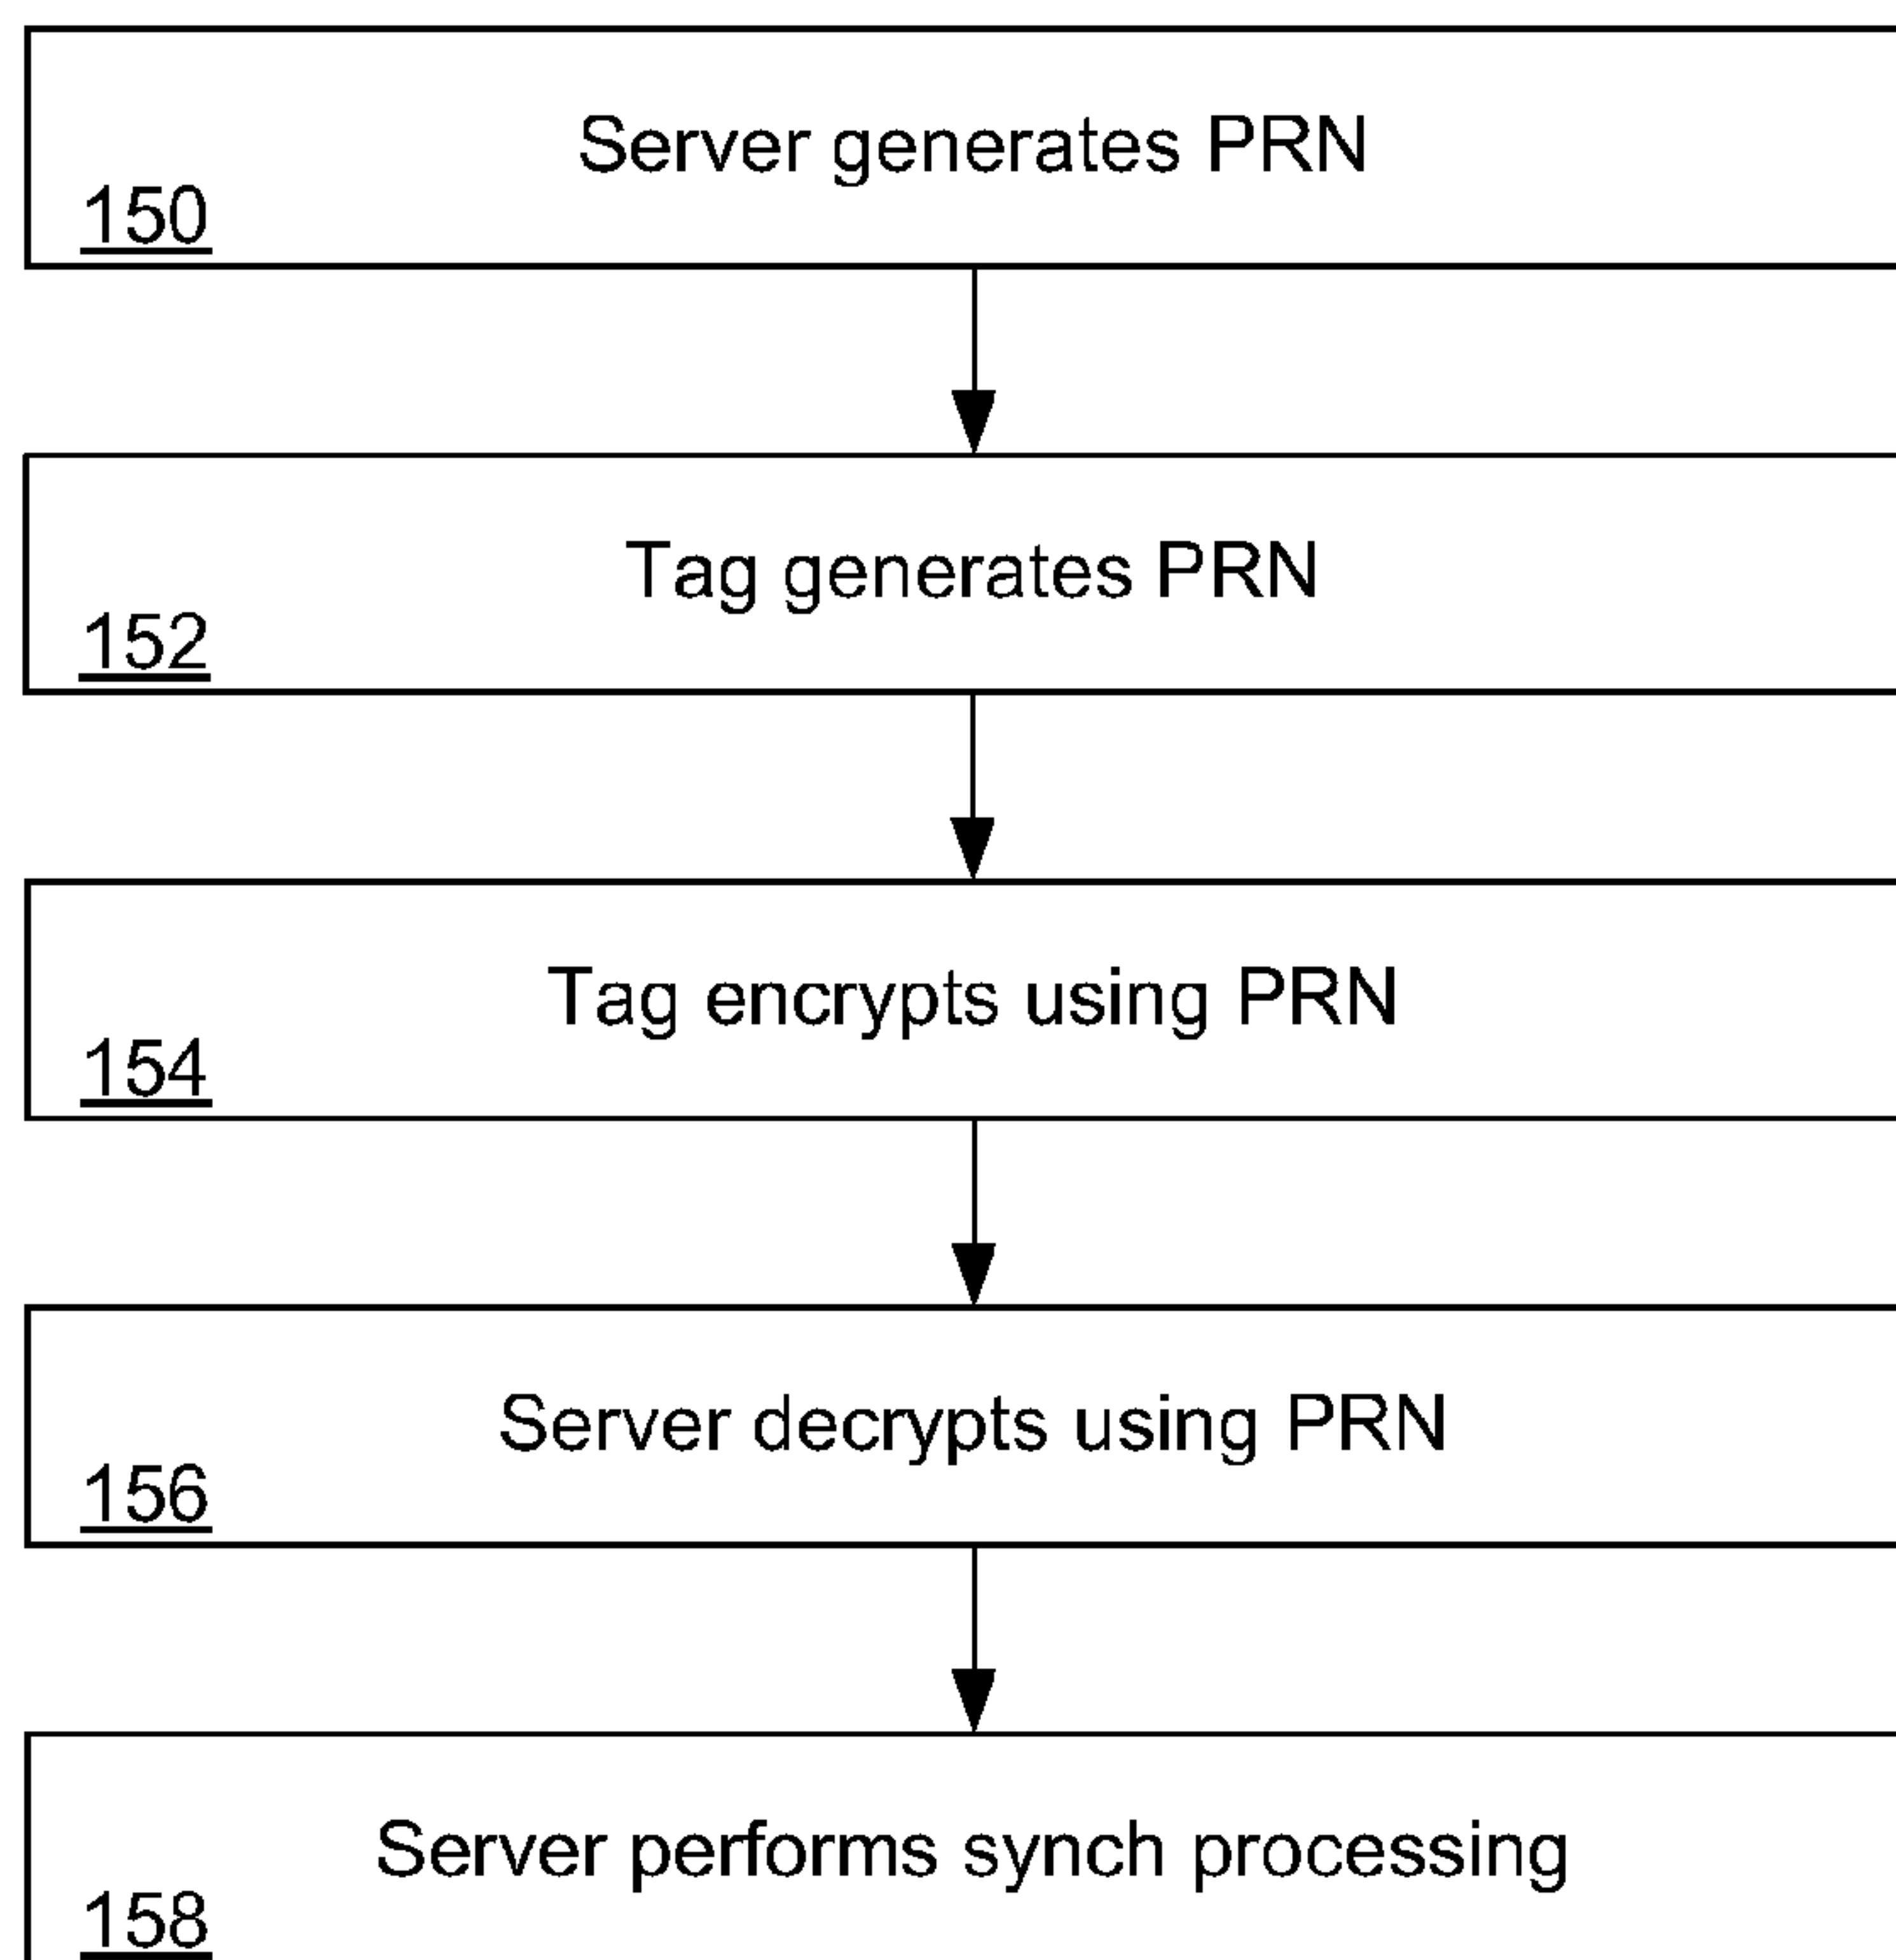 Server generates PRN
150
Tag generates PRN
152
Tag encrypts using PRN
154
Server decrypts using PRN
156
Server performs synch processing
158